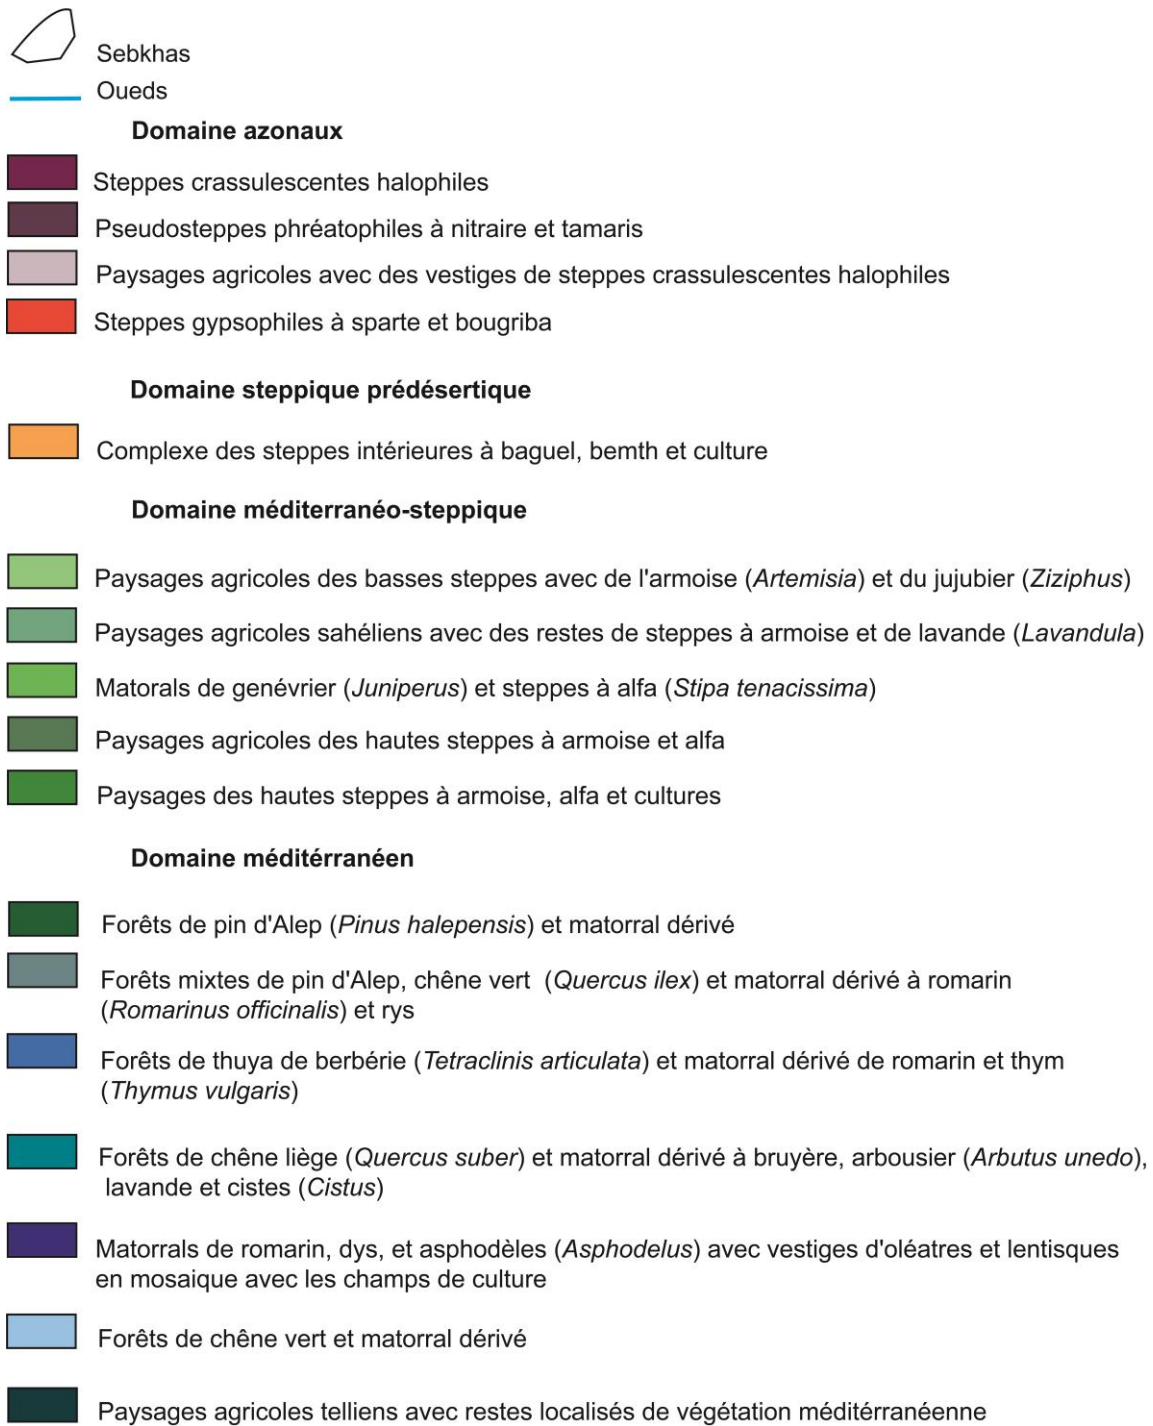 Sebkhas
Oueds
Domaine azonaux
Steppes crassulescentes halophiles
Pseudosteppes phréatophiles à nitraire et tamaris
Paysages agricoles avec des vestiges de steppes crassulescentes halophiles
Steppes gypsophiles à sparte et bougriba
Domaine steppique prédésertique
Complexe des steppes intérieures à baguel, bemth et culture
Domaine méditerranéo-steppique
Paysages agricoles des basses steppes avec de l'armoise (Artemisia) et du jujubier (Ziziphus)
Paysages agricoles sahéliens avec des restes de steppes à armoise et de lavande (Lavandula)
Matorals de genévrier (Juniperus) et steppes à alfa (Stipa tenacissima)
Paysages agricoles des hautes steppes à armoise et alfa
Paysages des hautes steppes à armoise, alfa et cultures
Domaine méditérranéen
Forêts de pin d'Alep (Pinus halepensis) et matorral dérivé
Forêts mixtes de pin d'Alep, chêne vert (Quercus ilex) et matorral dérivé à romarin
(Romarinus officinalis) et rys
Forêts de thuya de berbérie (Tetraclinis articulata) et matorral dérivé de romarin et thym
(Thymus vulgaris)
Forêts de chêne liège (Quercus suber) et matorral dérivé à bruyère, arbousier (Arbutus unedo),
lavande et cistes (Cistus)
Matorrals de romarin, dys, et asphodèles (Asphodelus) avec vestiges d'oléatres et lentisques
en mosaique avec les champs de culture
Forêts de chêne vert et matorral dérivé
Paysages agricoles telliens avec restes localisés de végétation méditérranéenne